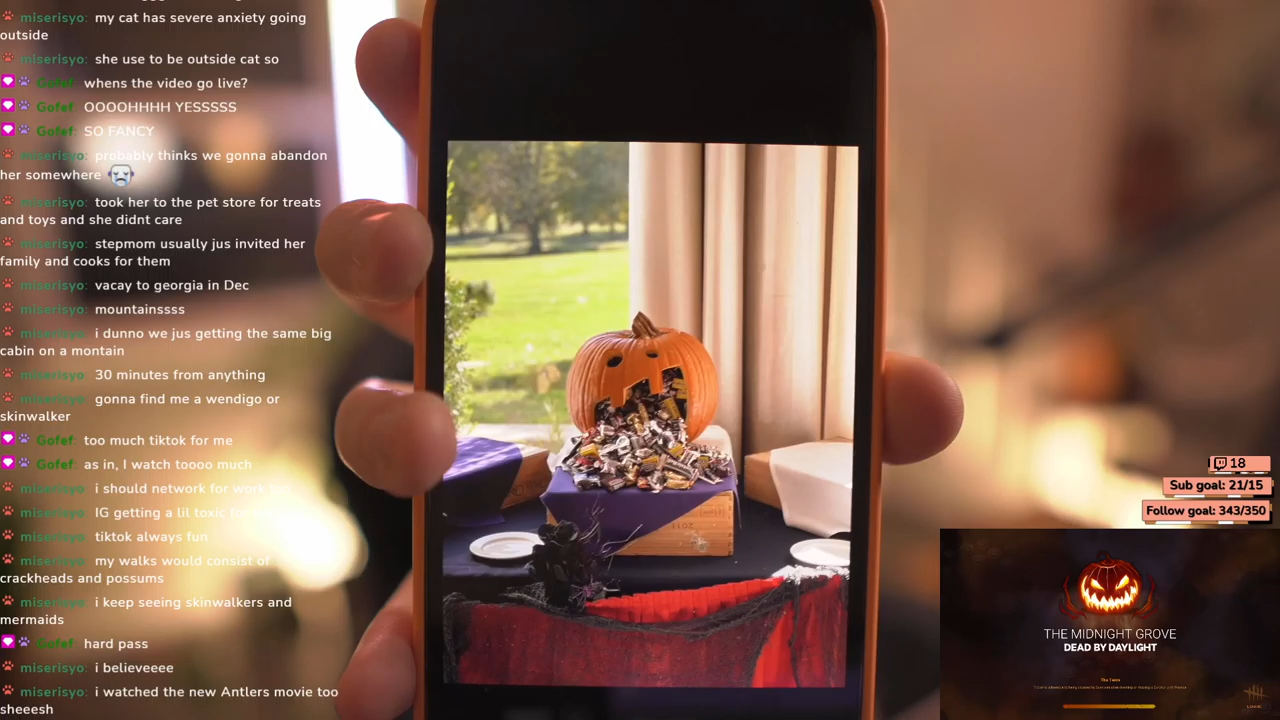 miserisyo: my cat has severe anxiety going
outside
miserisyo: she use to be outside cat so
Gofef: whens the video go live?
Gofef: OOOOHHHH YESSSSS
Gofef: SO FANCY
miserisyo: probably thinks we gonna abandon
her somewhere
miserisyo: took her to the pet store for treats
and toys and she didnt care
miserisyo: stepmom usually jus invited her
family and cooks for them
miserisyo: vacay to georgia in Dec
miserisyo: mountainssss
miserisyo: i dunno we jus getting the same big
cabin on a montain
miserisyo: 30 minutes from anything
miserisyo: gonna find me a wendigo or
skinwalker
Gofef: too much tiktok for me
Gofef: as in, I watch toooo much
miserisyo: i should network for work
miserisyo: IG getting a lil toxic
miserisyo: tiktok always fun
miserisyo: my walks would consist of
crackheads and possums
miserisyo: i keep seeing skinwalkers and
mermaids
Gofef: hard pass
miserisyo: i believeeee
miserisyo: i watched the new Antlers movie too
sheeesh
18
Sub goal: 21/15
Follow goal: 343/350
THE MIDNIGHT GROVE
DEAD BY DAYLIGHT